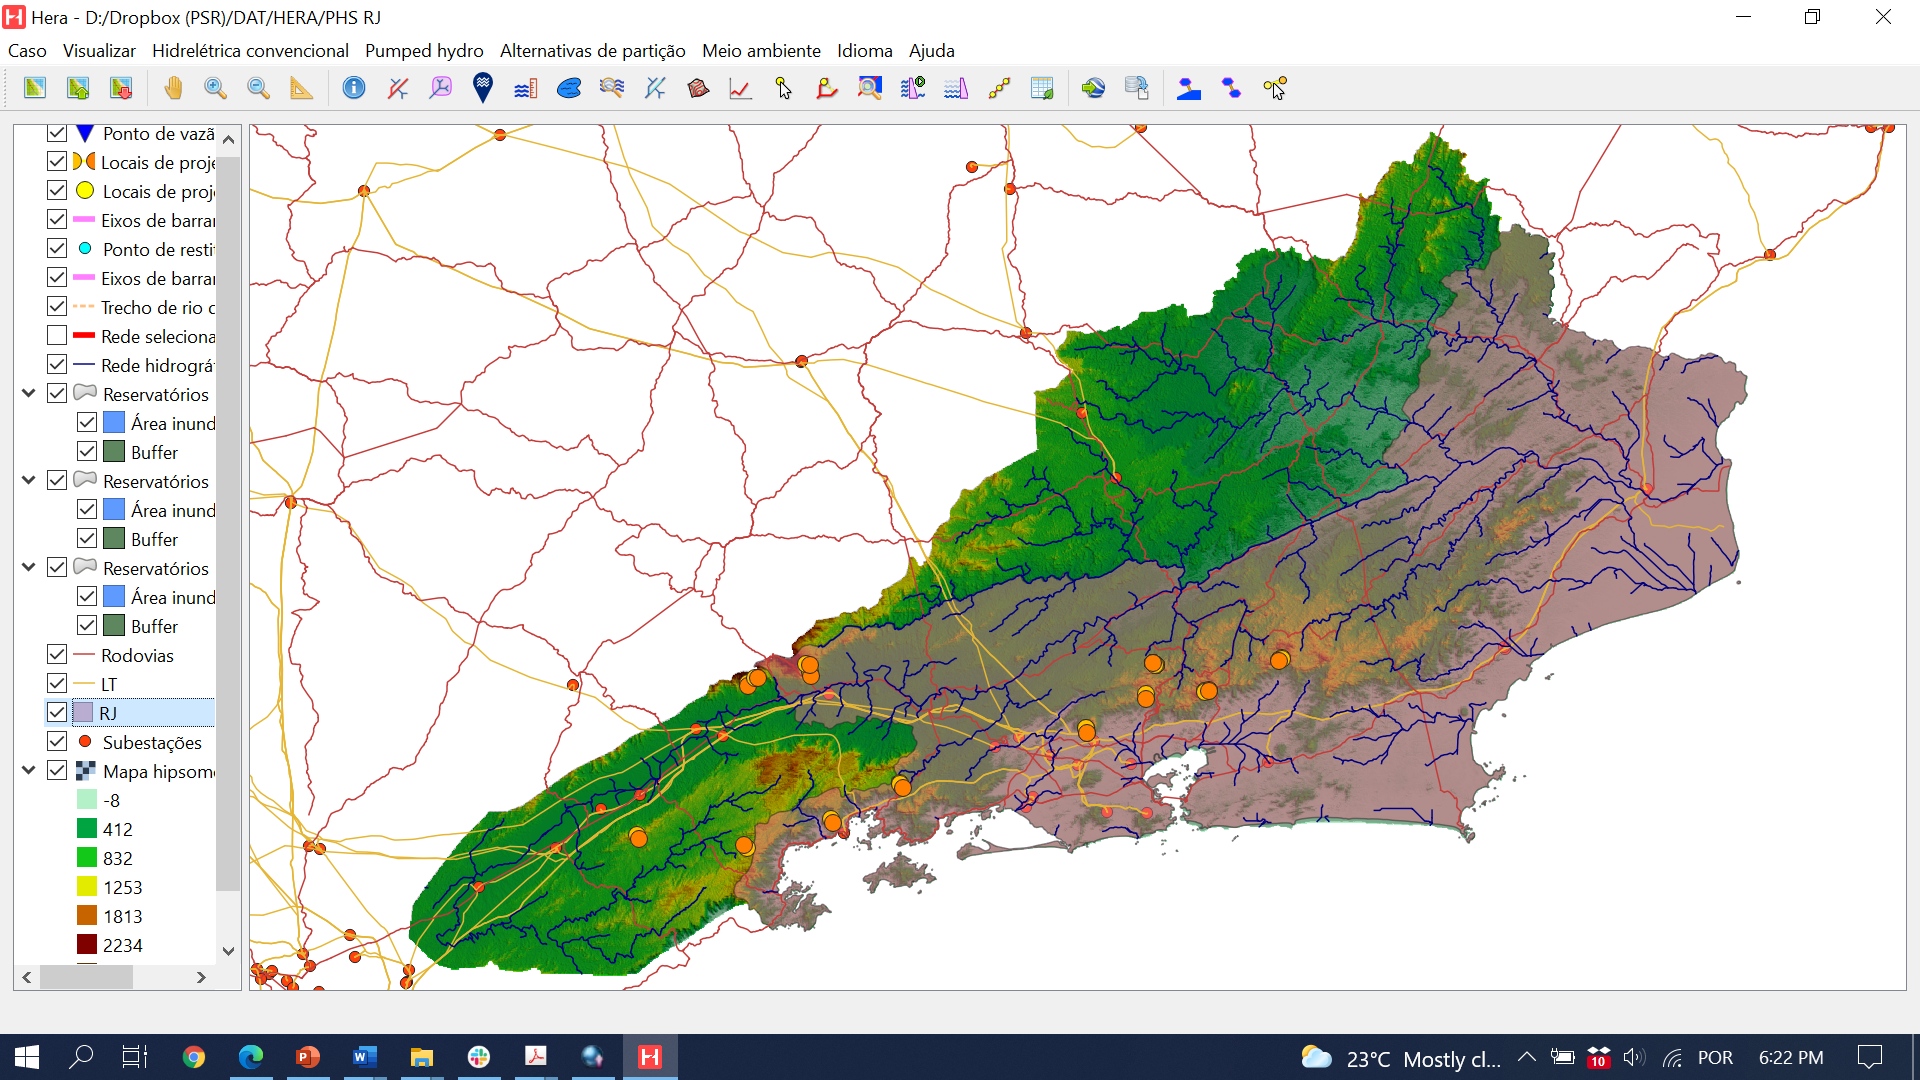 Hera - D:/Dropbox (PSR)/DAT/HERA/PHS RJ
Caso Visualizar Hidrelétrica convencional Pumped hydro Alternativas de partição Meio ambiente Idioma Ajuda
Ponto de vazã
Locais de proje
Locais de proj
Eixos de barrar
Ponto de resti
Eixos de barrar
Trecho de rio c
Rede seleciona
Rede hidrográ
Reservatórios
Área inund
Buffer
Reservatórios
Área inund
Buffer
Reservatórios
Área inund
Buffer
Rodovias
LT
RJ
Subestações
Mapa hipsom
-8
412
832
1253
1813
2234
23°C Mostly cl... 10 POR 6:22 PM